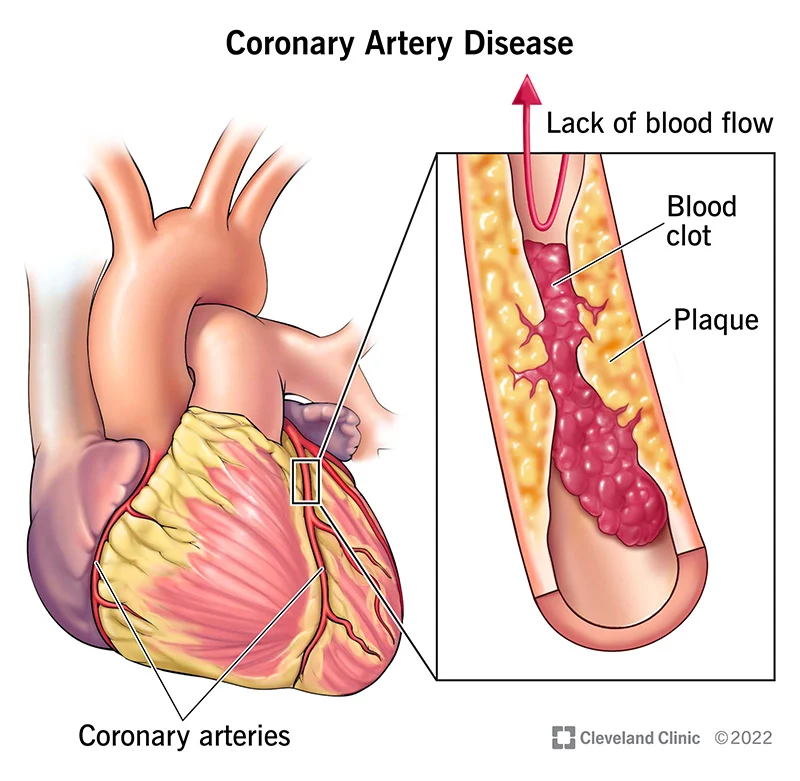 Coronary Artery Disease
Lack of blood flow
Blood
clot
Plaque
Coronary arteries
Cleveland Clinic ©2022